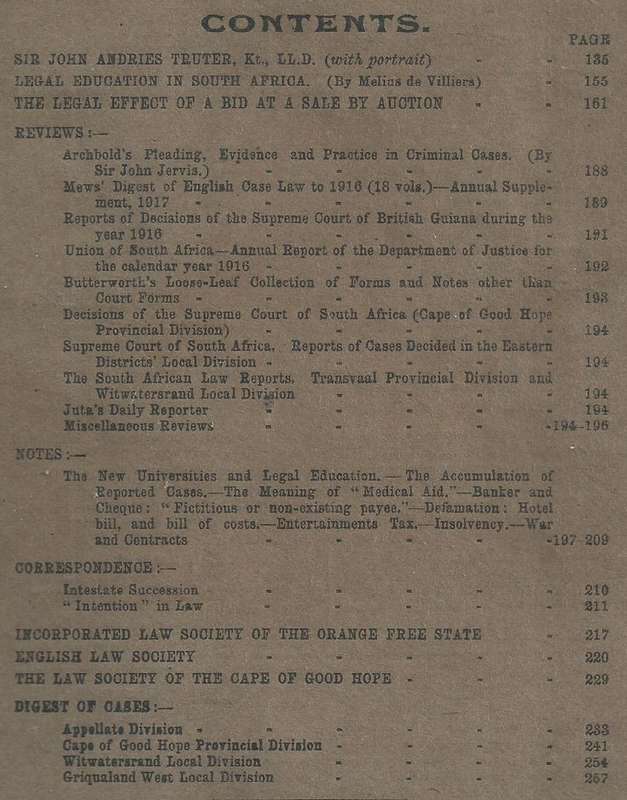 CONTENTS.
PAGE
SIR JOHN ANDRIES TRUTER, Kt., LL.D. (with portrait) - - 135
LEGAL EDUCATION IN SOUTH AFRICA. (By Melius de Villiers) - 155
THE LEGAL EFFECT OF A BID AT A SALE BY AUCTION - - 161
REVIEWS:—
Archbold's Pleading, Evidence and Practice in Criminal Cases. (By
Sir John Jervis.) - - - - - 188
Mews' Digest of English Case Law to 1916 (18 vols.)—Annual Supple-
ment, 1917 - - - - - - 189
Reports of Decisions of the Supreme Court of British Guiana during the
year 1916 - - - - - - 191
Union of South Africa—Annual Report of the Department of Justice for
the calendar year 1916 - - - - - 192
Butterworth's Loose-Leaf Collection of Forms and Notes other than
Court Forms - - - - - - 193
Decisions of the Supreme Court of South Africa (Cape of Good Hope
Provincial Division) - - - - - 194
Supreme Court of South Africa. Reports of Cases Decided in the Eastern
Districts' Local Division - - - - - 194
The South African Law Reports. Transvaal Provincial Division and
Witwatersrand Local Division - - - - 194
Juta's Daily Reporter - - - - - 194
Miscellaneous Reviews - - - - -194-196
NOTES:—
The New Universities and Legal Education.—The Accumulation of
Reported Cases.—The Meaning of "Medical Aid."—Banker and
Cheque: "Fictitious or non-existing payee."—Defamation: Hotel
bill, and bill of costs.—Entertainments Tax.—Insolvency.—War
and Contracts - - - - -197-209
CORRESPONDENCE:—
Intestate Succession - - - - - 210
"Intention" in Law - - - - - 211
INCORPORATED LAW SOCIETY OF THE ORANGE FREE STATE - 217
ENGLISH LAW SOCIETY - - - - - 220
THE LAW SOCIETY OF THE CAPE OF GOOD HOPE - - - 229
DIGEST OF CASES:—
Appellate Division - - - - - - 233
Cape of Good Hope Provincial Division - - - - 241
Witwatersrand Local Division - - - - - 254
Griqualand West Local Division - - - - 257